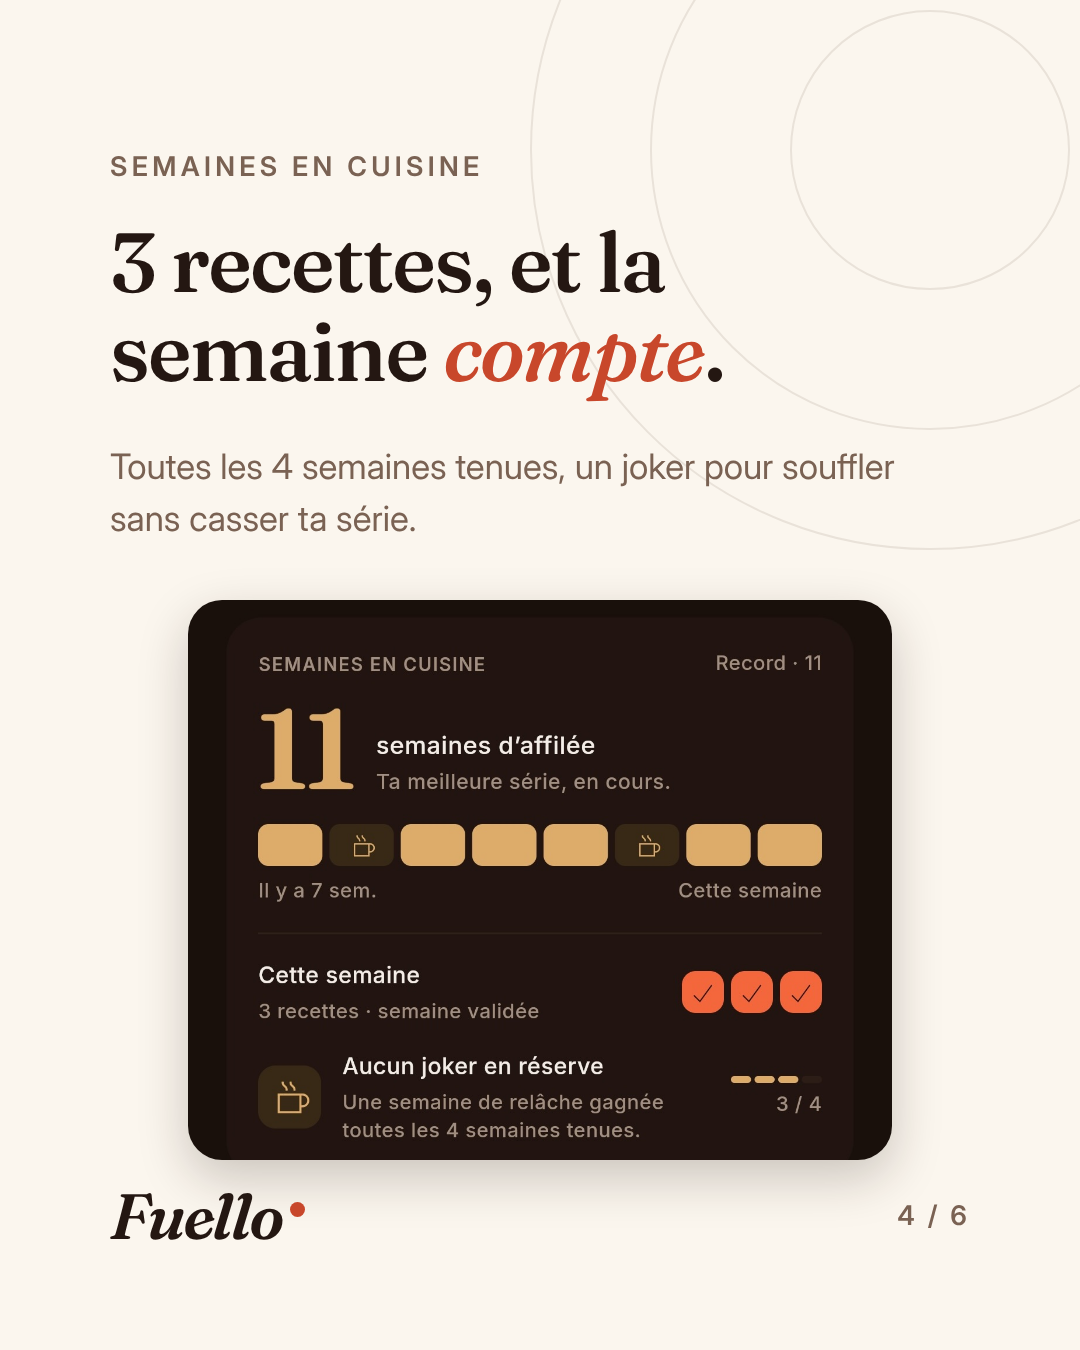 SEMAINES EN CUISINE
3 recettes, et la
semaine compte.
Toutes les 4 semaines tenues, un joker pour souffler
sans casser ta série.
SEMAINES EN CUISINE
Record · 11
11
semaines d’affilée
Ta meilleure série, en cours.
Il y a 7 sem.
Cette semaine
Cette semaine
3 recettes · semaine validée
Aucun joker en réserve
Une semaine de relâche gagnée
toutes les 4 semaines tenues.
3 / 4
Fuello
4 / 6